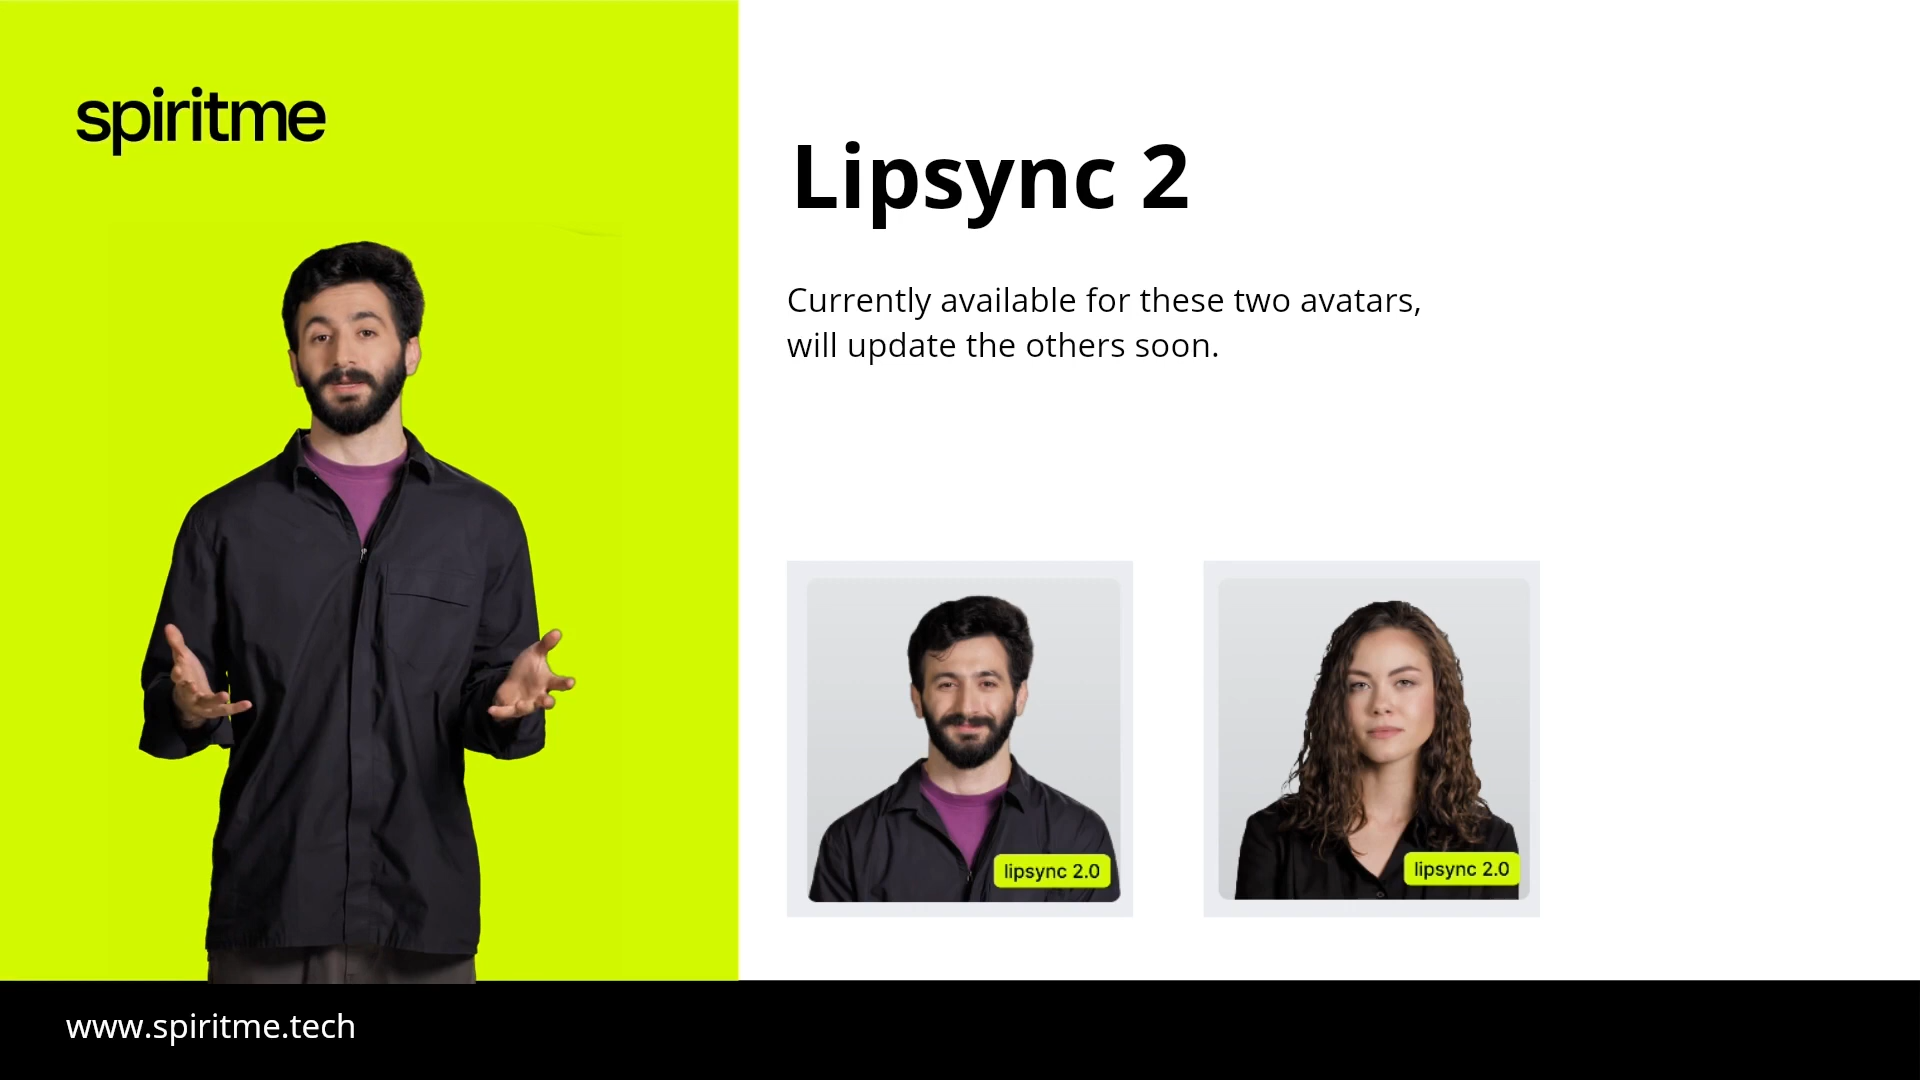 spiritme
Lipsync 2
Currently available for these two avatars,
will update the others soon.
lipsync 2.0
lipsync 2.0
www.spiritme.tech